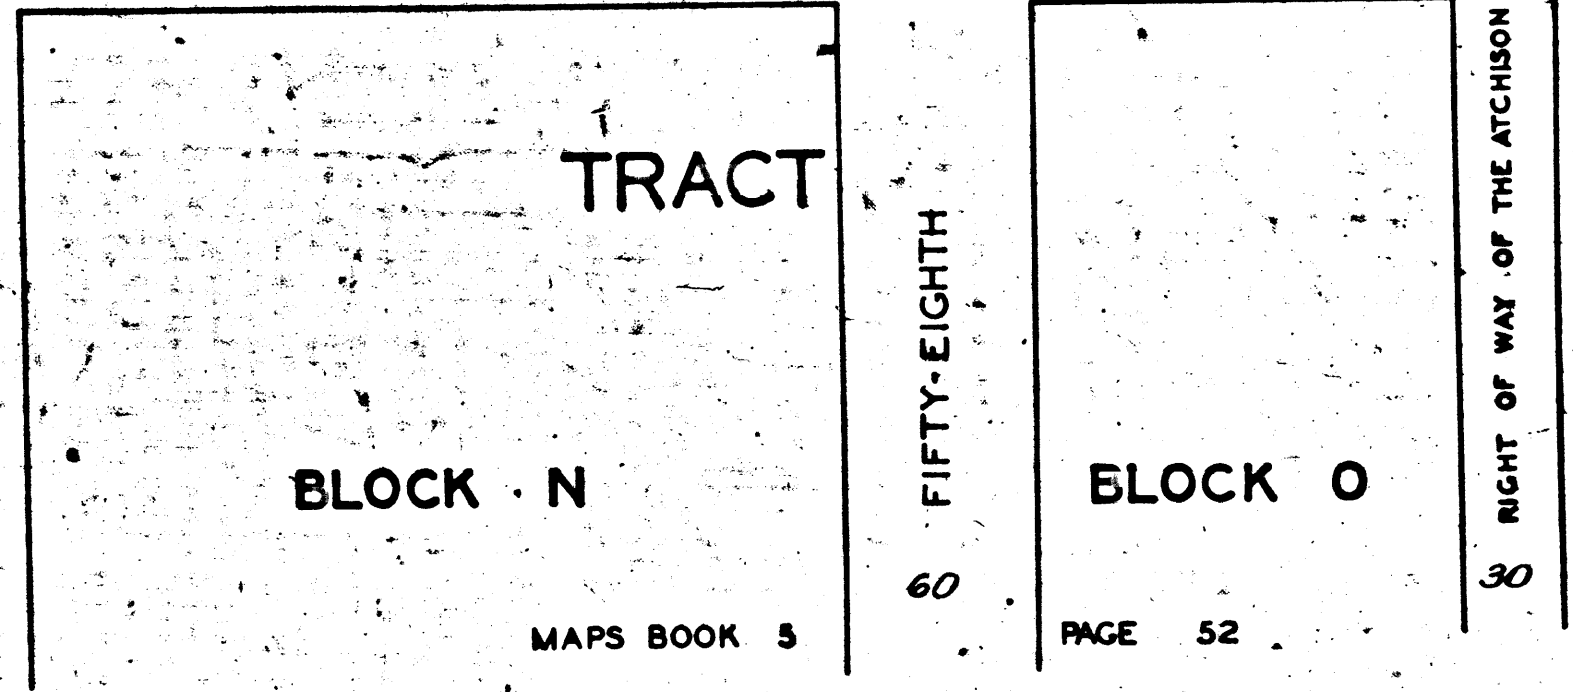 TRACT
BLOCK N
MAPS BOOK 5
FIFTY-EIGHTH
60
BLOCK O
PAGE 52
RIGHT OF WAY OF THE ATCHISON
30